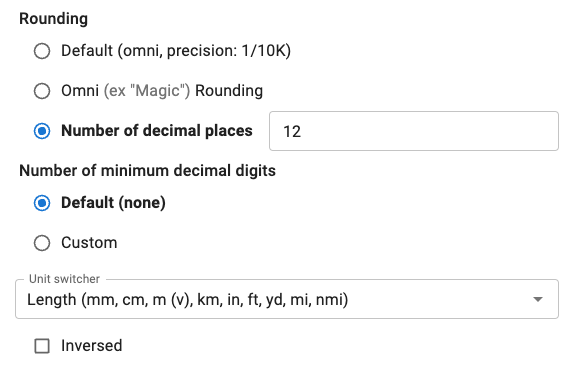 Rounding
Default (omni, precision: 1/10K)
Omni (ex "Magic") Rounding
Number of decimal places 12
Number of minimum decimal digits
Default (none)
Custom
Unit switcher
Length (mm, cm, m (v), km, in, ft, yd, mi, nmi)
Inversed